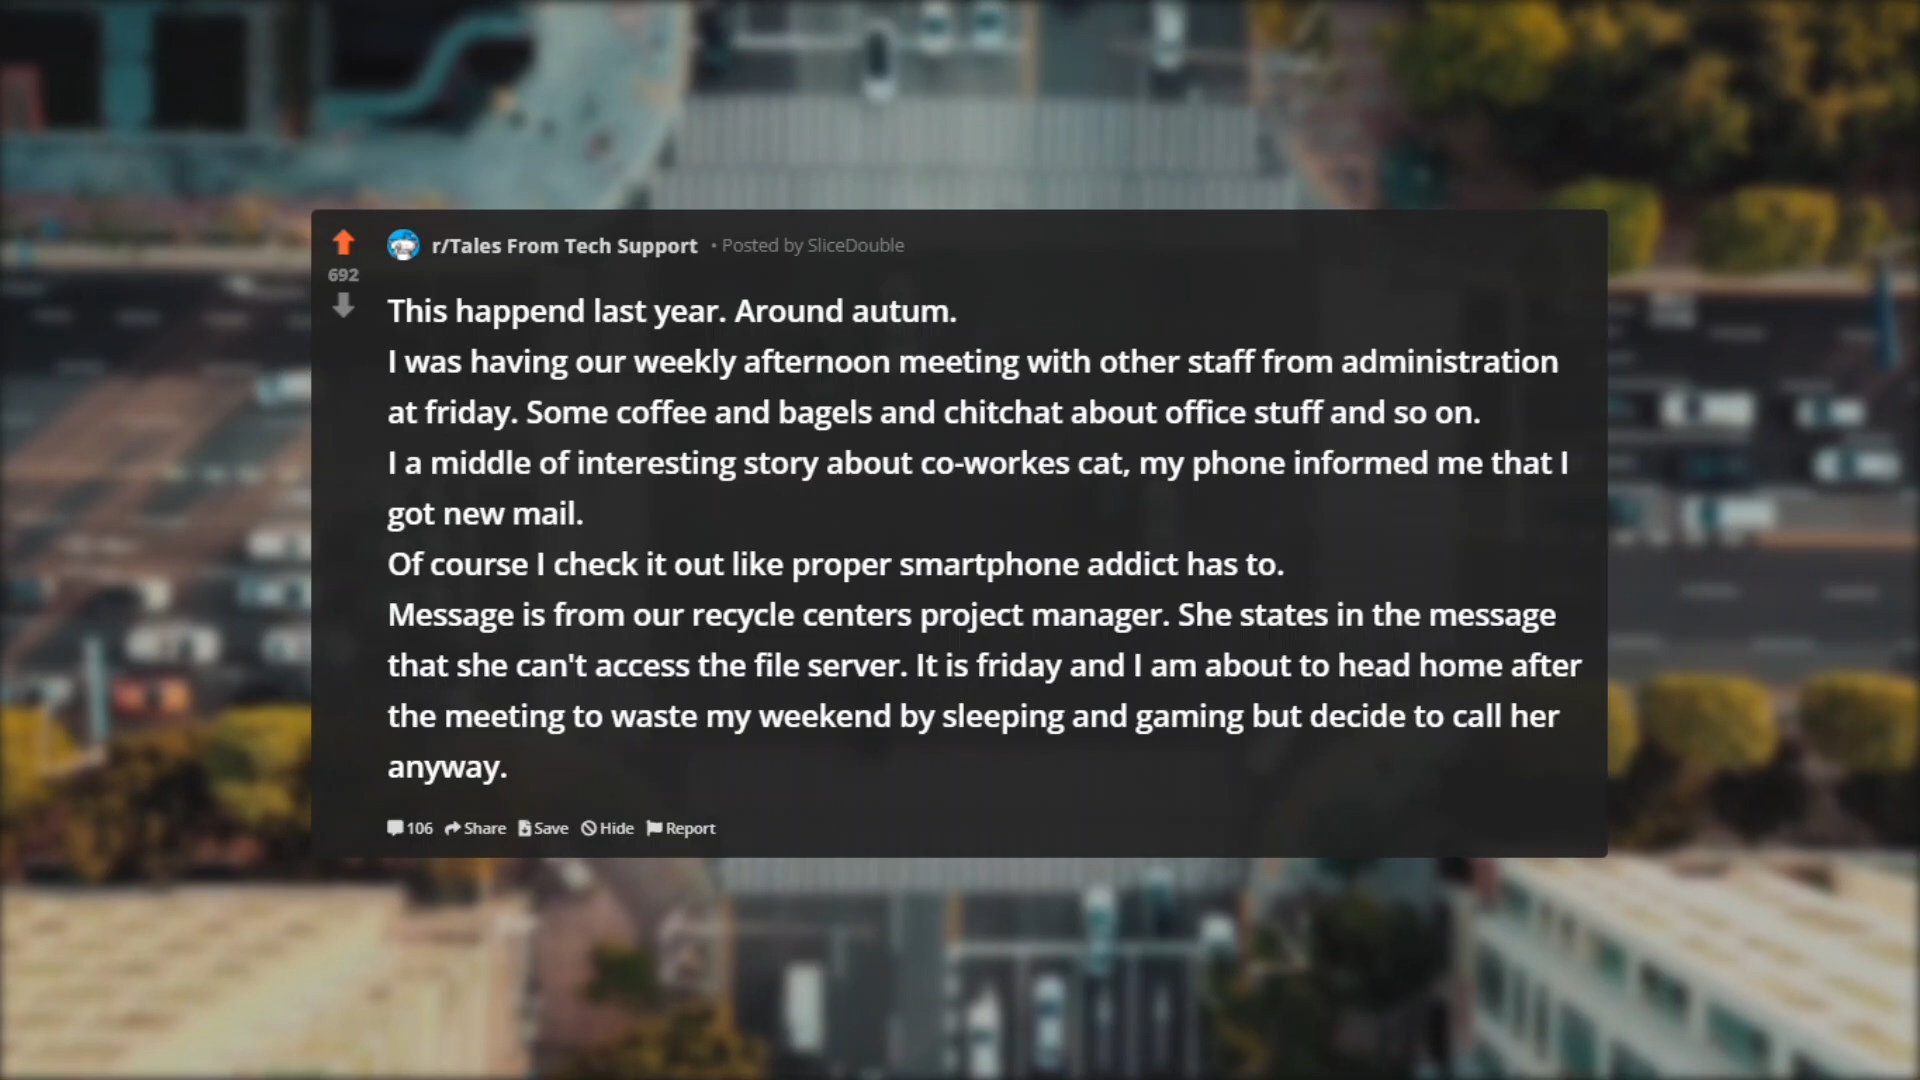 r/Tales From Tech Support • Posted by SliceDouble
692
This happend last year. Around autum.
I was having our weekly afternoon meeting with other staff from administration
at friday. Some coffee and bagels and chitchat about office stuff and so on.
I a middle of interesting story about co-workes cat, my phone informed me that I
got new mail.
Of course I check it out like proper smartphone addict has to.
Message is from our recycle centers project manager. She states in the message
that she can't access the file server. It is friday and I am about to head home after
the meeting to waste my weekend by sleeping and gaming but decide to call her
anyway.
106 Share Save Hide Report